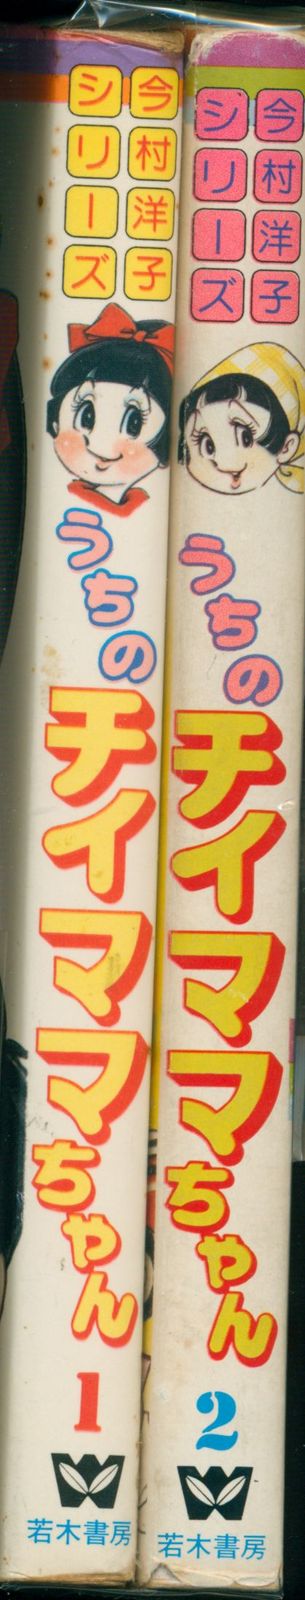 今村洋子
シリーズ
うちの
チイママちゃん
1
若木書房
今村洋子
シリーズ
うちの
チイママちゃん
2
若木書房